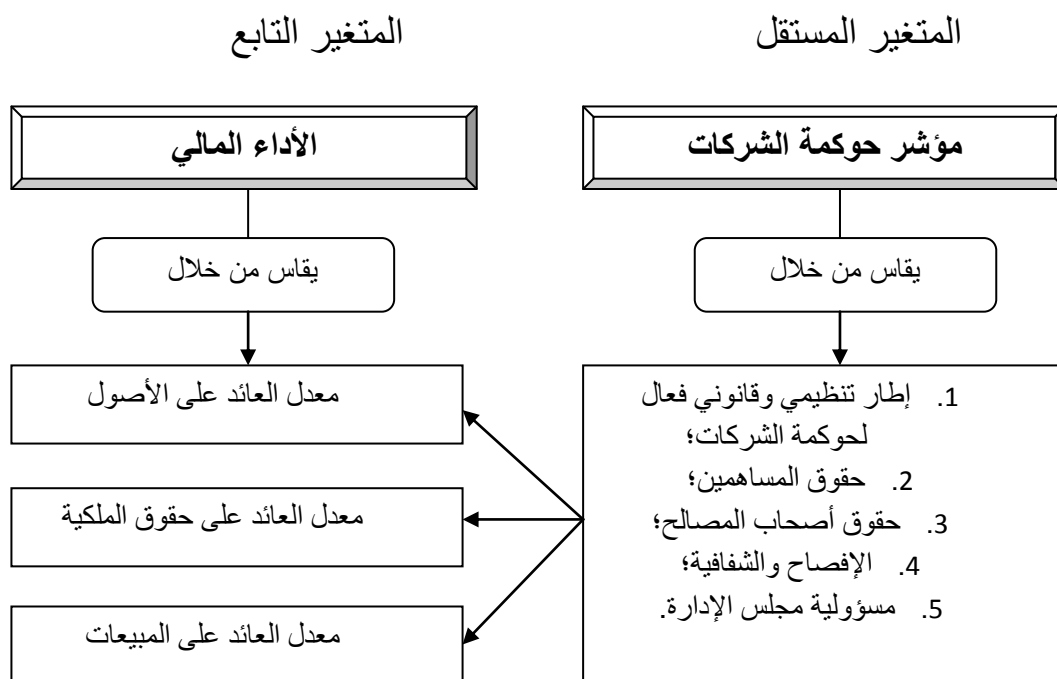 المتغير المستقل
المتغير التابع
مؤشر حوكمة الشركات
الأداء المالي
يقاس من خلال
يقاس من خلال
1. إطار تنظيمي وقانوني فعال
لحوكمة الشركات؛
2. حقوق المساهمين؛
3. حقوق أصحاب المصالح؛
4. الإفصاح والشفافية؛
5. مسؤولية مجلس الإدارة.
معدل العائد على الأصول
معدل العائد على حقوق الملكية
معدل العائد على المبيعات